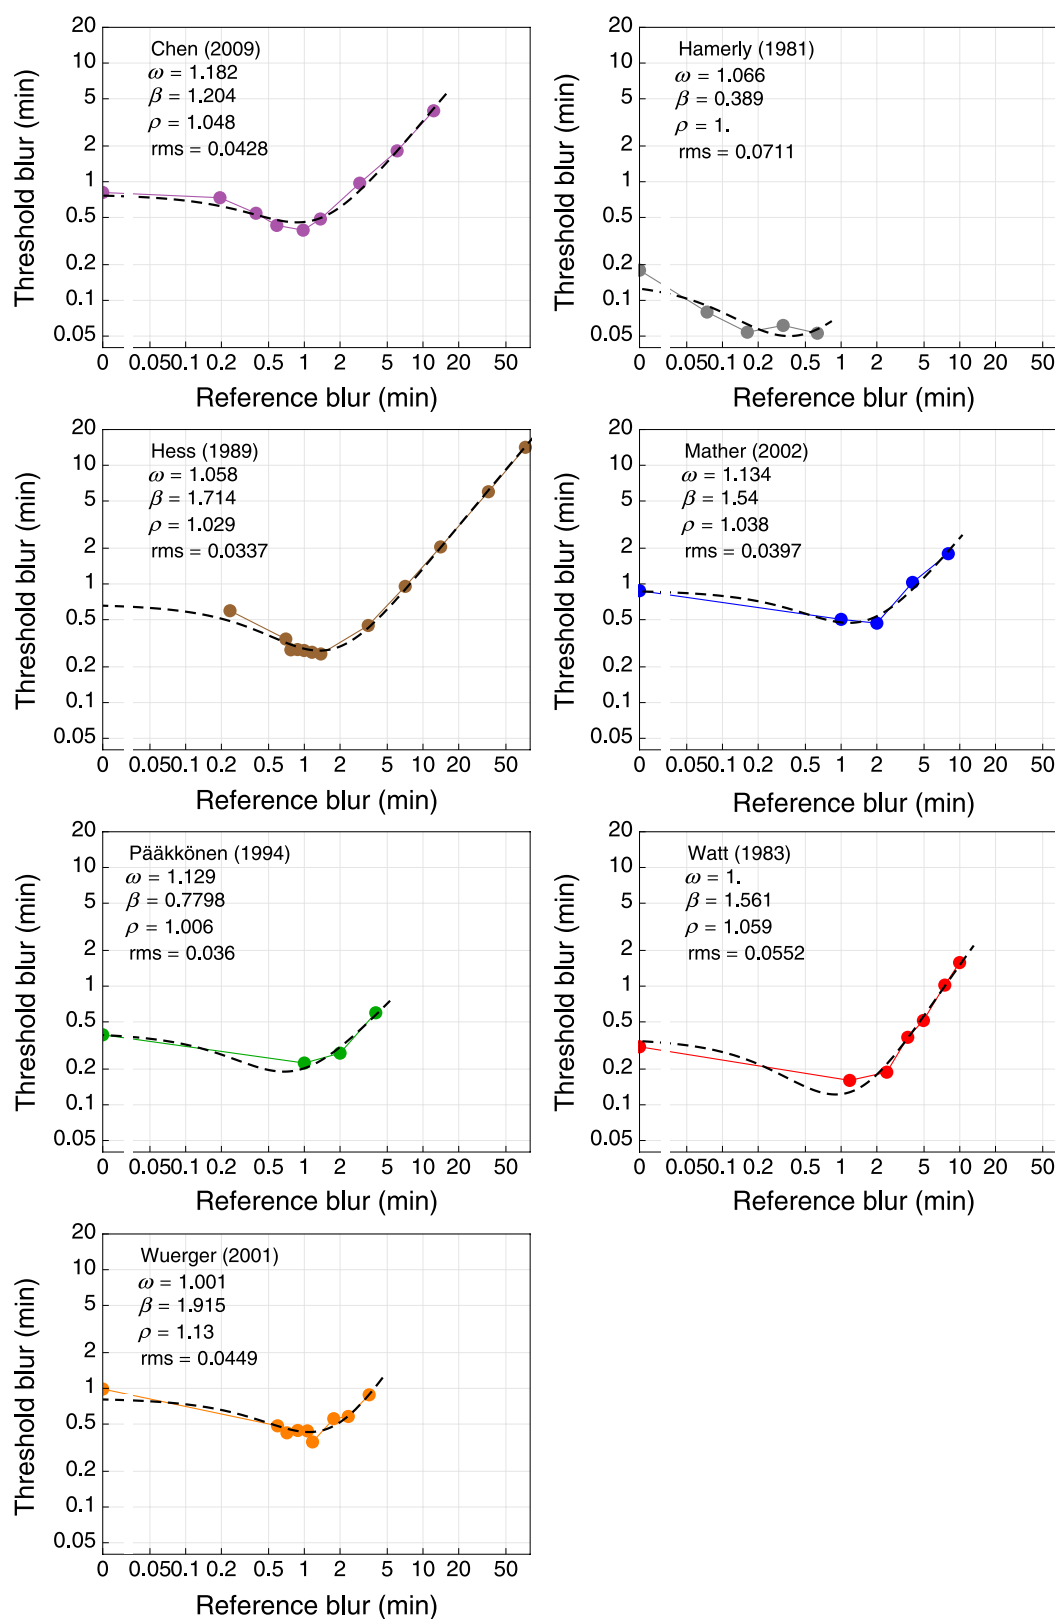 Chen (2009)
ω = 1.182
β = 1.204
ρ = 1.048
rms = 0.0428
20
10
5
2
1
0.5
0.2
0.1
0.05
Threshold blur (min)
0 0.05 0.1 0.2 0.5 1 2 5 10 20 50
Reference blur (min)
Hamerly (1981)
ω = 1.066
β = 0.389
ρ = 1.
rms = 0.0711
20
10
5
2
1
0.5
0.2
0.1
0.05
Threshold blur (min)
0 0.05 0.1 0.2 0.5 1 2 5 10 20 50
Reference blur (min)
Hess (1989)
ω = 1.058
β = 1.714
ρ = 1.029
rms = 0.0337
20
10
5
2
1
0.5
0.2
0.1
0.05
Threshold blur (min)
0 0.05 0.1 0.2 0.5 1 2 5 10 20 50
Reference blur (min)
Mather (2002)
ω = 1.134
β = 1.54
ρ = 1.038
rms = 0.0397
20
10
5
2
1
0.5
0.2
0.1
0.05
Threshold blur (min)
0 0.05 0.1 0.2 0.5 1 2 5 10 20 50
Reference blur (min)
Pääkkönen (1994)
ω = 1.129
β = 0.7798
ρ = 1.006
rms = 0.036
20
10
5
2
1
0.5
0.2
0.1
0.05
Threshold blur (min)
0 0.05 0.1 0.2 0.5 1 2 5 10 20 50
Reference blur (min)
Watt (1983)
ω = 1.
β = 1.561
ρ = 1.059
rms = 0.0552
20
10
5
2
1
0.5
0.2
0.1
0.05
Threshold blur (min)
0 0.05 0.1 0.2 0.5 1 2 5 10 20 50
Reference blur (min)
Wuerger (2001)
ω = 1.001
β = 1.915
ρ = 1.13
rms = 0.0449
20
10
5
2
1
0.5
0.2
0.1
0.05
Threshold blur (min)
0 0.05 0.1 0.2 0.5 1 2 5 10 20 50
Reference blur (min)